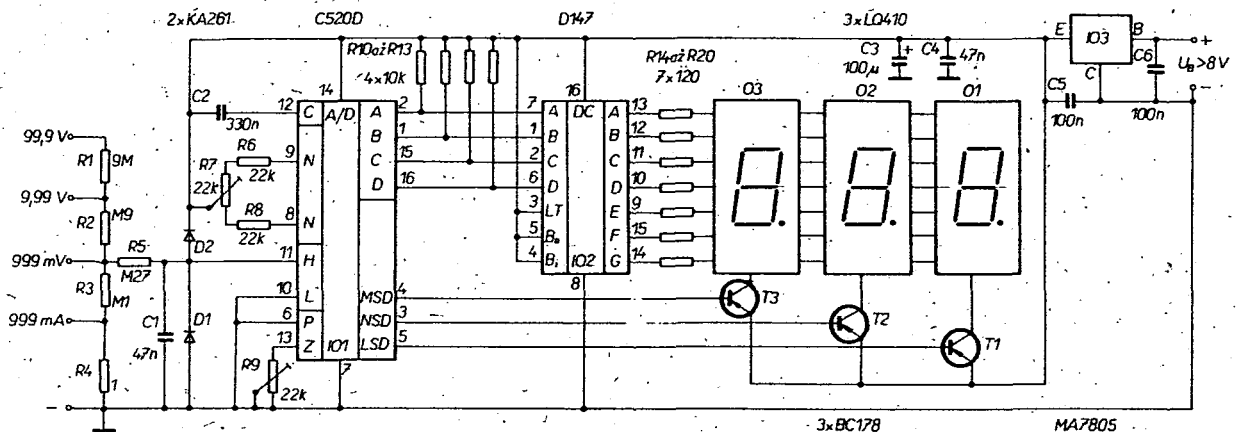 2×KA261
C520D
D147
3×LQ410
R10až R13
4×10k
R14až R20
7×120
C3
100µ
+
C4
47n
E
IO3
B
C
C5
100n
C6
100n
+
U_B>8V
-
C2
330n
14
12
C
A/D
A
2
B
1
C
15
D
16
16
7
A
DC
A
13
1
B
B
12
2
C
C
11
6
D
D
10
3
LT
E
9
5
B₀
F
15
4
Bi
IO2
G
14
8
O3
O2
O1
8.
8.
8.
99,9 V
R1
9M
9,99 V
R2
M9
999 mV
R3
M1
999 mA
R4
1
-
R5
M27
C1
47n
D2
D1
R7
22k
R6
22k
R8
22k
9
N
8
N
11
H
10
L
6
P
13
Z
IO1
7
R9
22k
MSD
4
NSD
3
LSD
5
T3
T2
T1
3×BC178
MA7805